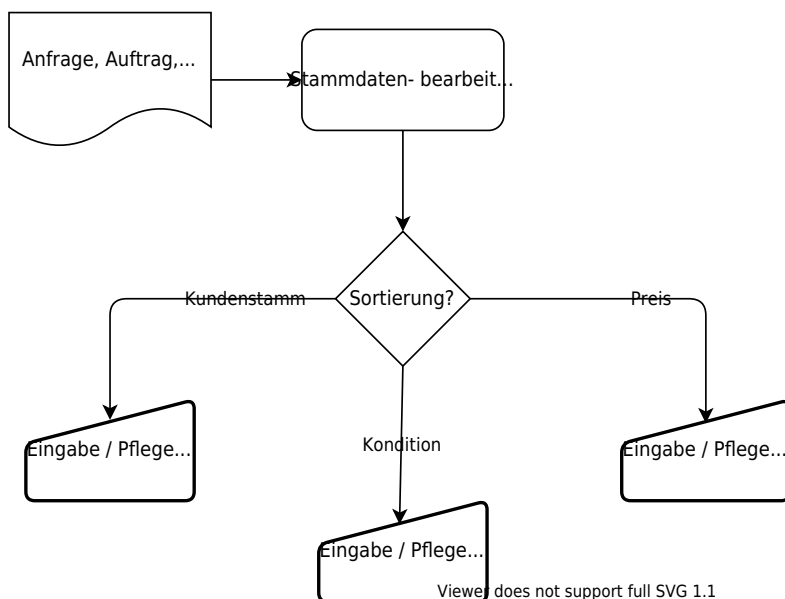 Anfrage, Auftrag,...
Stammdaten- bearbeit...
Sortierung?
Kundenstamm
Preis
Kondition
Eingabe / Pflege...
Eingabe / Pflege...
Eingabe / Pflege...
Viewer does not support full SVG 1.1